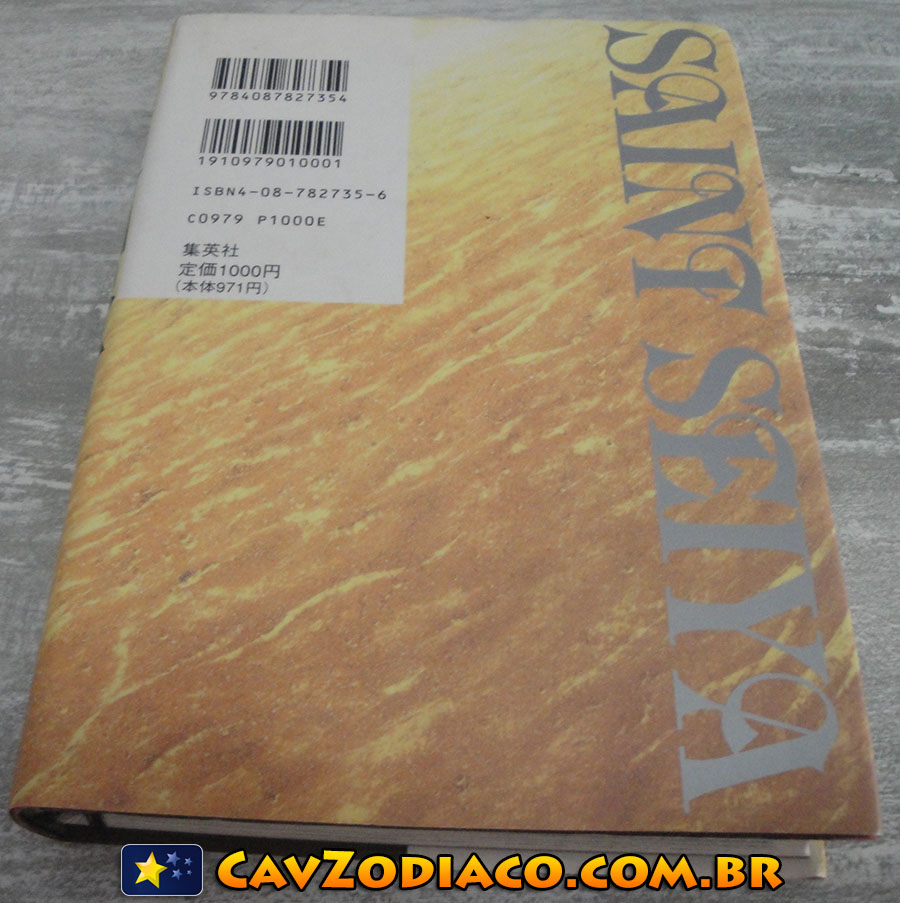 9784087827354
1910979010001
ISBN4-08-782735-6
C0979 P1000E
集英社
定価1000円
(本体971円)
SAINT SEIYA
CavZodiaco.com.br